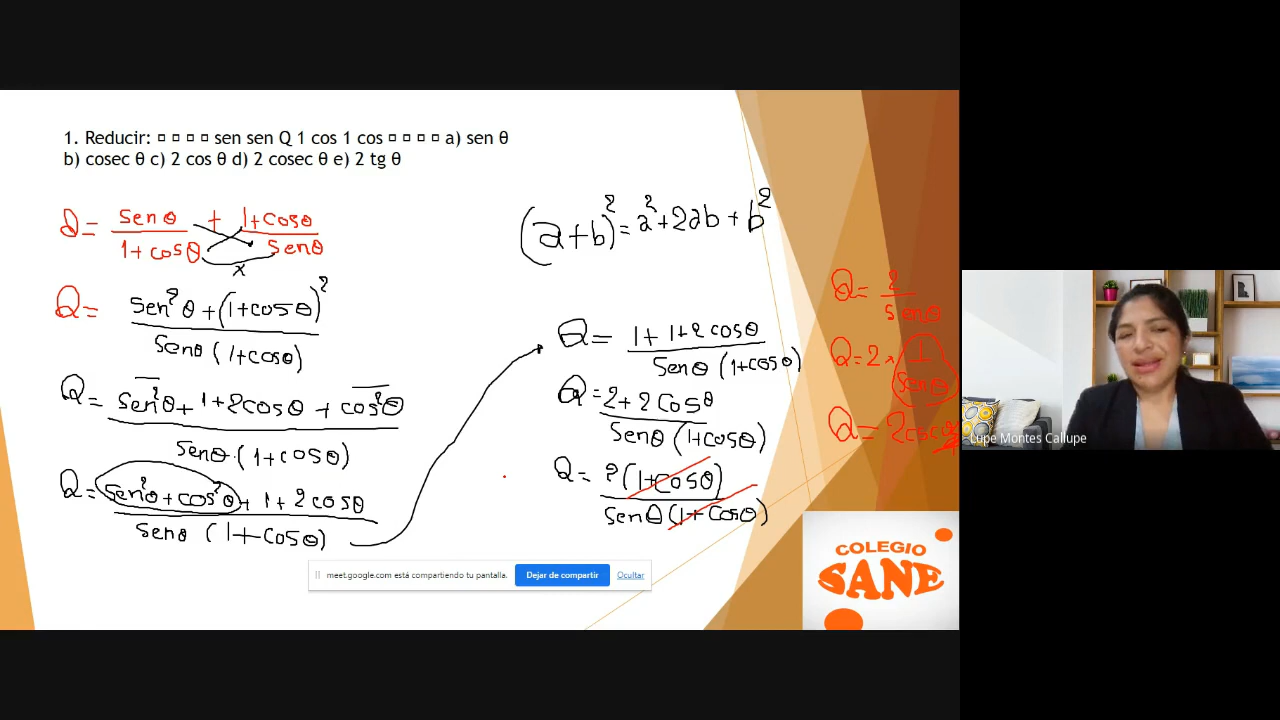 1. Reducir: □ □ □ □ sen sen Q 1 cos 1 cos □ □ □ □ a) sen θ
b) cosec θ c) 2 cos θ d) 2 cosec θ e) 2 tg θ
Q = senθ / 1+cosθ + 1+cosθ / senθ
x
Q = sen²θ + (1+cosθ)² / senθ (1+cosθ)
Q = sen²θ + 1+2cosθ + cos²θ / senθ·(1+cosθ)
Q = sen²θ + cos²θ + 1 + 2cosθ / senθ (1+cosθ)
(a+b)² = a² + 2ab + b²
Q = 1+1+2cosθ / senθ (1+cosθ)
Q = 2+2cosθ / senθ (1+cosθ)
Q = 2(1+cosθ) / senθ (1+cosθ)
Q = 2 / senθ
Q = 2 × 1 / senθ
Q = 2
meet.google.com está compartiendo tu pantalla.
Dejar de compartir
Ocultar
COLEGIO
SANE
Lupe Montes Callupe